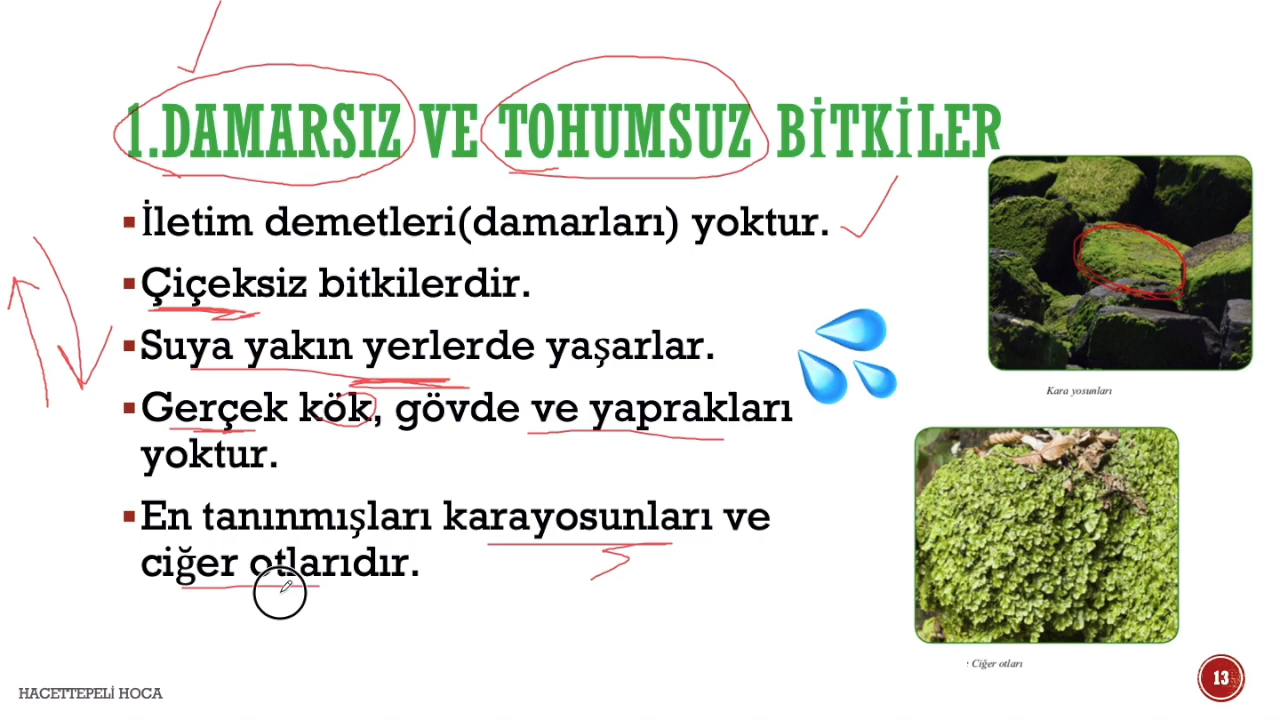 1.DAMARSIZ VE TOHUMSUZ BİTKİLER
İletim demetleri(damarları) yoktur.
Çiçeksiz bitkilerdir.
Suya yakın yerlerde yaşarlar.
Gerçek kök, gövde ve yaprakları
yoktur.
En tanınmışları karayosunları ve
ciğer otlarıdır.
Kara yosunları
Ciğer otları
HACETTEPELİ HOCA
13